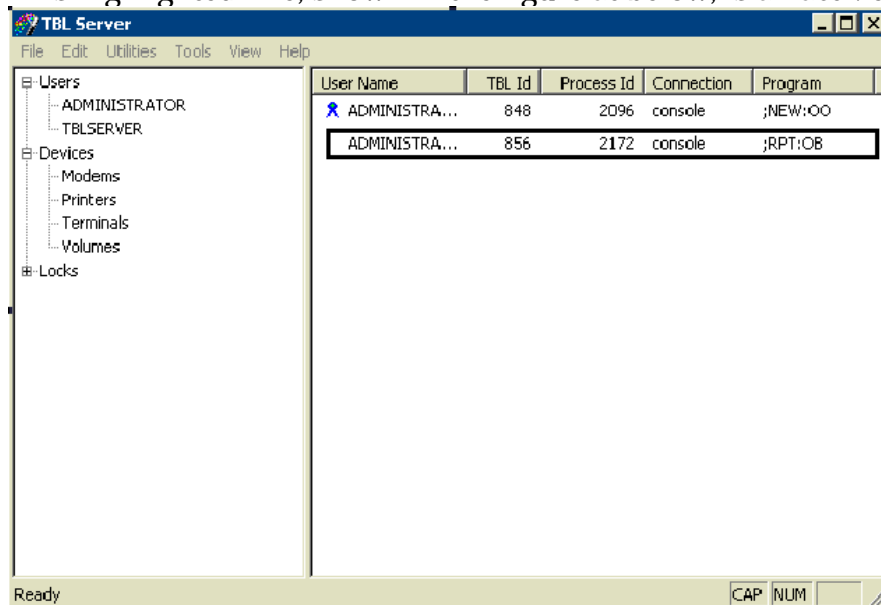 TBL Server
File Edit Utilities Tools View Help
Users
ADMINISTRATOR
TBLSERVER
Devices
Modems
Printers
Terminals
Volumes
Locks
User Name TBL Id Process Id Connection Program
ADMINISTRA... 848 2096 console ;NEW:OO
ADMINISTRA... 856 2172 console ;RPT:OB
Ready CAP NUM